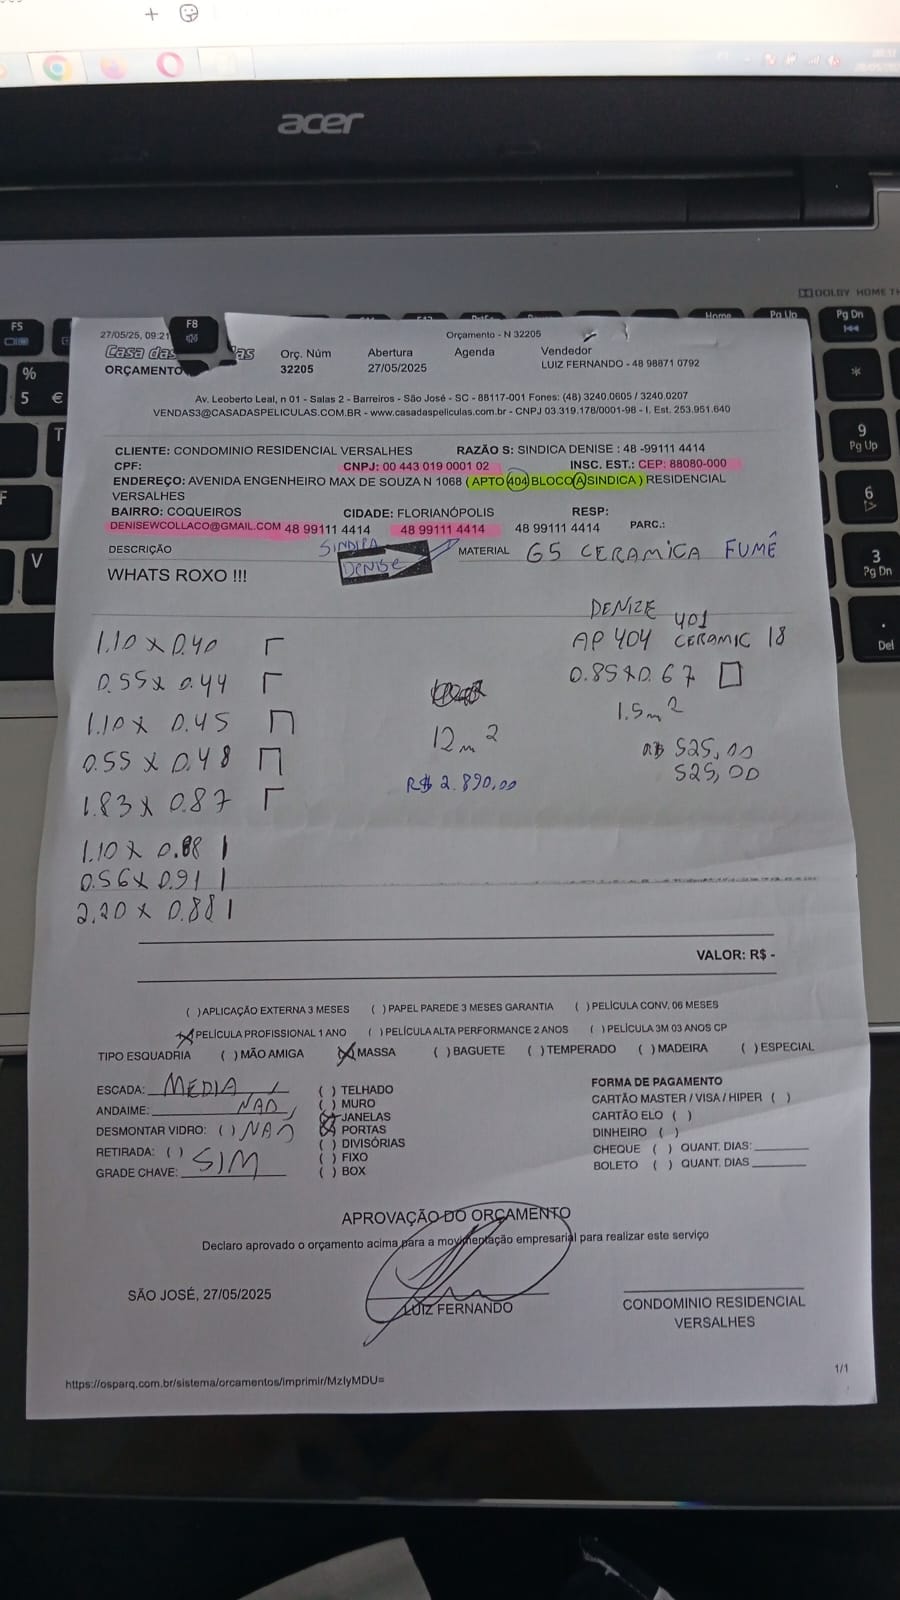 acer
DOLBY HOME TH
F5
F8
Home
Pg Up
Pg Dn
%
5 €
T
F
V
*
9
Pg Up
6
3
Pg Dn
.
Del
27/05/25, 09:21
Orçamento - N 32205
Casa das
as
Orç. Núm
Abertura
Agenda
Vendedor
ORÇAMENTO
32205
27/05/2025
LUIZ FERNANDO - 48 98871 0792
Av. Leoberto Leal, n 01 - Salas 2 - Barreiros - São José - SC - 88117-001 Fones: (48) 3240.0605 / 3240.0207
VENDAS3@CASADASPELICULAS.COM.BR - www.casadaspeliculas.com.br - CNPJ 03.319.178/0001-98 - I. Est. 253.951.640
CLIENTE: CONDOMINIO RESIDENCIAL VERSALHES RAZÃO S: SINDICA DENISE : 48 -99111 4414
CPF: CNPJ: 00 443 019 0001 02 INSC. EST.: CEP: 88080-000
ENDEREÇO: AVENIDA ENGENHEIRO MAX DE SOUZA N 1068 ( APTO 404 BLOCO A SINDICA ) RESIDENCIAL
VERSALHES
BAIRRO: COQUEIROS CIDADE: FLORIANÓPOLIS RESP:
DENISEWCOLLACO@GMAIL.COM 48 99111 4414 48 99111 4414 48 99111 4414 PARC.:
DESCRIÇÃO
DENISE
MATERIAL G5 CERAMICA FUMÊ
WHATS ROXO !!!
DENIZE
401
AP 404 CERAMIC 18
1.10 x 0.40
0.85 x 0.67
0.55 x 0.44
1.5m²
1.10 x 0.45
12m²
R$ 525,00
0.55 x 0.48
525,00
R$ 2.890,00
1.83 x 0.87
1.10 x 0.88
0.56 x 0.91
2.20 x 0.88
VALOR: R$ -
( )APLICAÇÃO EXTERNA 3 MESES ( ) PAPEL PAREDE 3 MESES GARANTIA ( ) PELÍCULA CONV. 06 MESES
(X) PELÍCULA PROFISSIONAL 1 ANO ( ) PELÍCULA ALTA PERFORMANCE 2 ANOS ( ) PELÍCULA 3M 03 ANOS CP
TIPO ESQUADRIA ( ) MÃO AMIGA (X) MASSA ( ) BAGUETE ( ) TEMPERADO ( ) MADEIRA ( ) ESPECIAL
ESCADA: MEDIA
ANDAIME: NAO
DESMONTAR VIDRO: ( ) NAO
RETIRADA: ( )
GRADE CHAVE: SIM
( ) TELHADO
( ) MURO
(X) JANELAS
(X) PORTAS
( ) DIVISÓRIAS
( ) FIXO
( ) BOX
FORMA DE PAGAMENTO
CARTÃO MASTER / VISA / HIPER ( )
CARTÃO ELO ( )
DINHEIRO ( )
CHEQUE ( ) QUANT. DIAS:
BOLETO ( ) QUANT. DIAS
APROVAÇÃO DO ORÇAMENTO
Declaro aprovado o orçamento acima para a movimentação empresarial para realizar este serviço
SÃO JOSÉ, 27/05/2025
LUIZ FERNANDO
CONDOMINIO RESIDENCIAL
VERSALHES
1/1
https://osparq.com.br/sistema/orcamentos/imprimir/MzIyMDU=